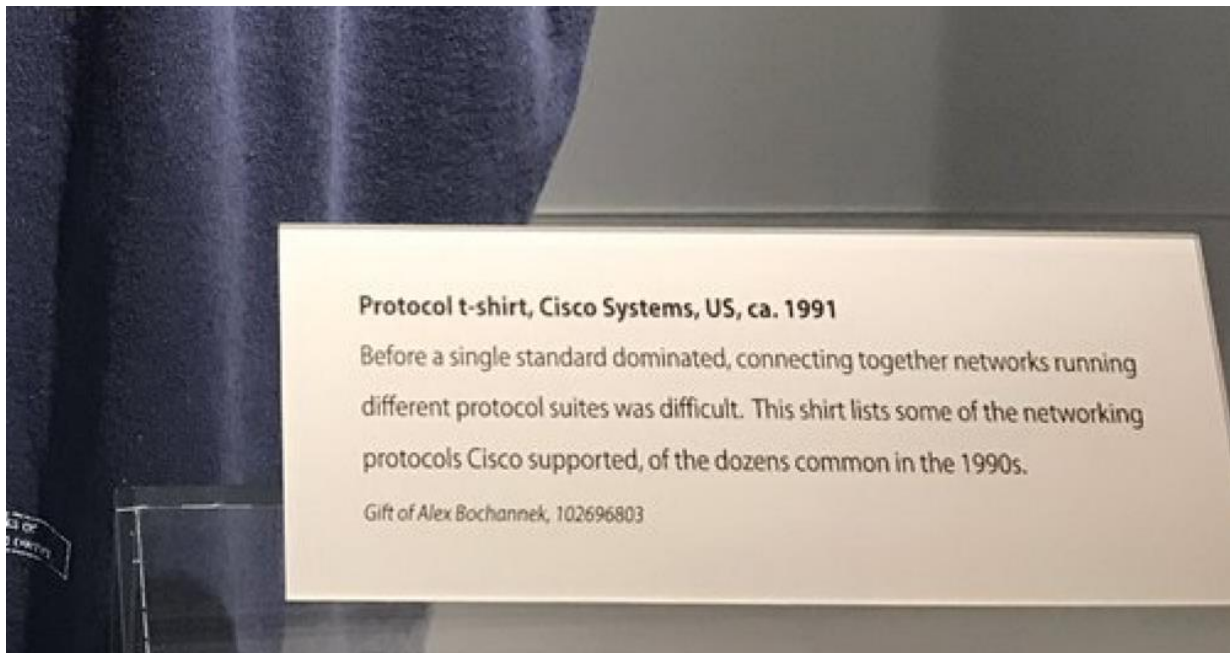 Protocol t-shirt, Cisco Systems, US, ca. 1991
Before a single standard dominated, connecting together networks running
different protocol suites was difficult. This shirt lists some of the networking
protocols Cisco supported, of the dozens common in the 1990s.
Gift of Alex Bochannek, 102696803
of